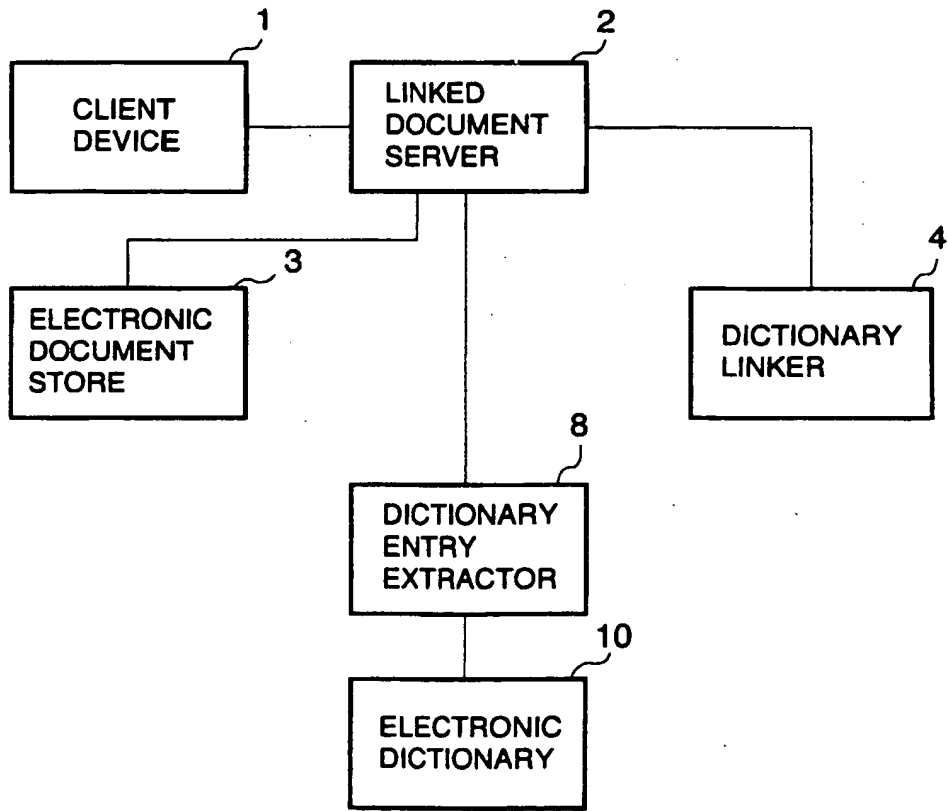 1
CLIENT
DEVICE
2
LINKED
DOCUMENT
SERVER
3
ELECTRONIC
DOCUMENT
STORE
4
DICTIONARY
LINKER
8
DICTIONARY
ENTRY
EXTRACTOR
10
ELECTRONIC
DICTIONARY